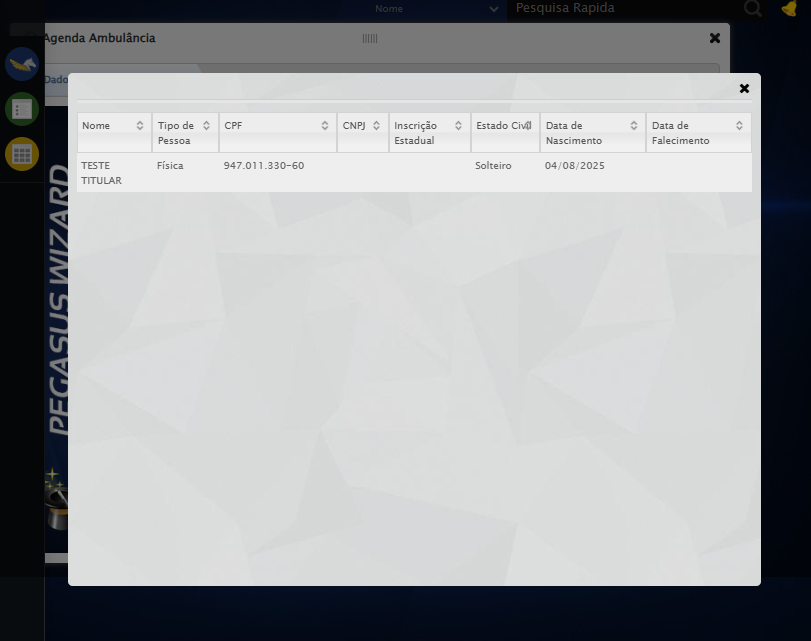 Nome
Pesquisa Rapida
Agenda Ambulância
Dado
Nome
Tipo de
Pessoa
CPF
CNPJ
Inscrição
Estadual
Estado Civil
Data de
Nascimento
Data de
Falecimento
TESTE
TITULAR
Física
947.011.330-60
Solteiro
04/08/2025
PEGASUS WIZARD